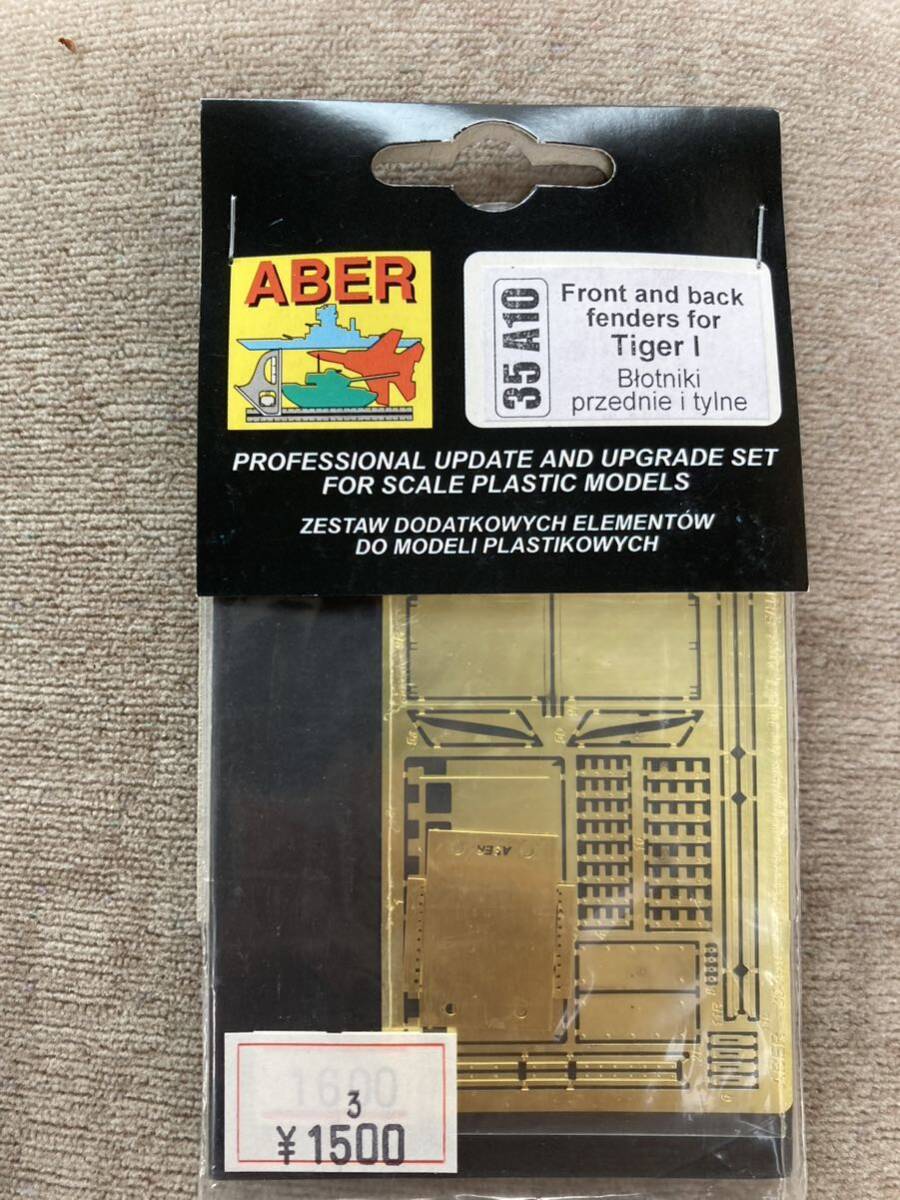 ABER
35 A10
Front and back
fenders for
Tiger I
Błotniki
przednie i tylne
PROFESSIONAL UPDATE AND UPGRADE SET
FOR SCALE PLASTIC MODELS
ZESTAW DODATKOWYCH ELEMENTÓW
DO MODELI PLASTIKOWYCH
ABER
ABER
1600
3
¥1500